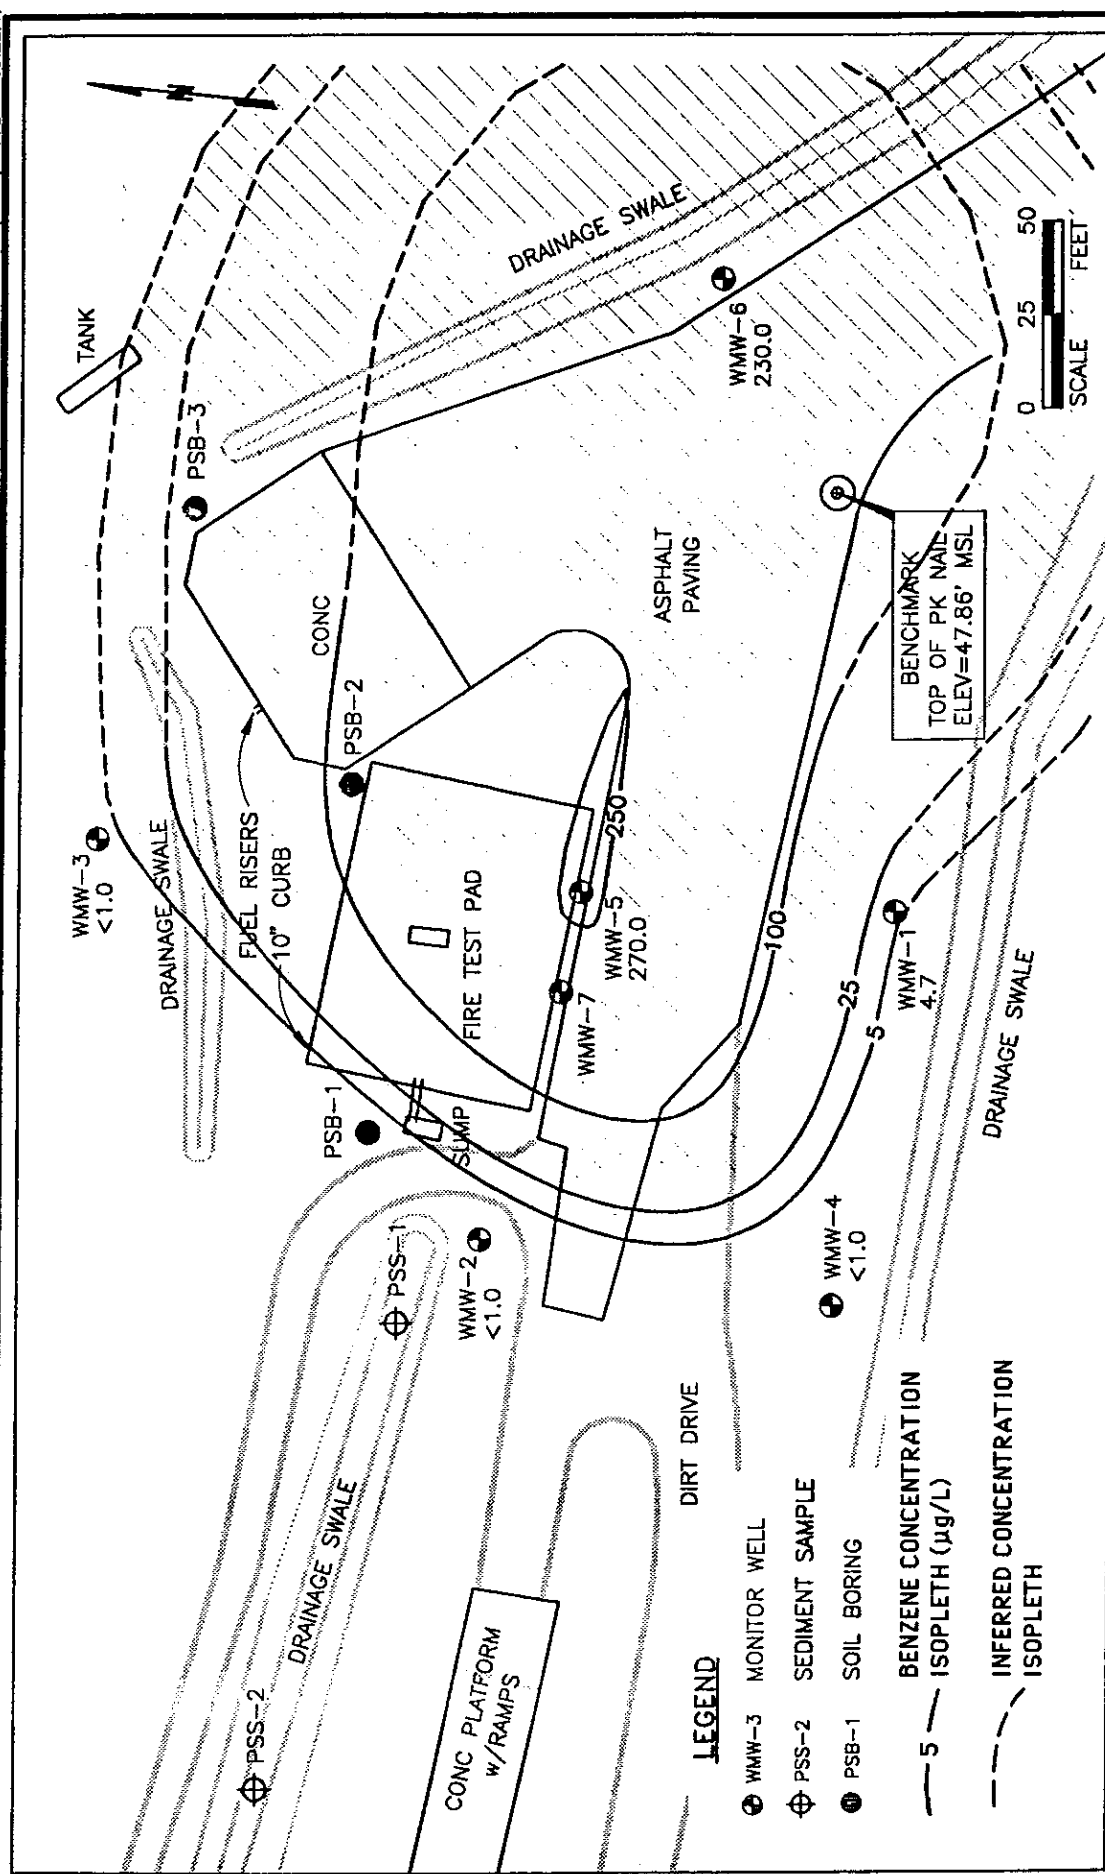 N
TANK
PSB-3
DRAINAGE SWALE
WMW-6
230.0
0 25 50
SCALE FEET
WMW-3
<1.0
DRAINAGE SWALE
FUEL RISERS
10" CURB
CONC
PSB-2
ASPHALT
PAVING
BENCHMARK
TOP OF PK NAIL
ELEV=47.86' MSL
FIRE TEST PAD
250
WMW-5
270.0
WMW-7
100
25
5
WMW-1
4.7
DRAINAGE SWALE
PSB-1
SUMP
PSS-1
WMW-2
<1.0
WMW-4
<1.0
DIRT DRIVE
DRAINAGE SWALE
PSS-2
CONC PLATFORM
w/RAMPS
LEGEND
WMW-3 MONITOR WELL
PSS-2 SEDIMENT SAMPLE
PSB-1 SOIL BORING
5 BENZENE CONCENTRATION
ISOPLETH (µg/L)
INFERRED CONCENTRATION
ISOPLETH